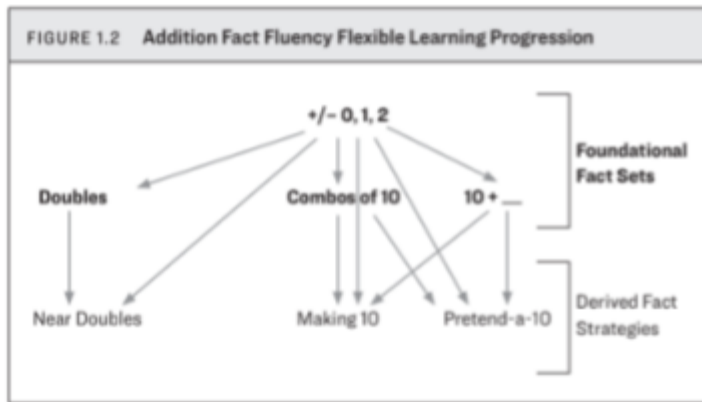 FIGURE 1.2 Addition Fact Fluency Flexible Learning Progression
+/– 0, 1, 2
Foundational
Fact Sets
Doubles
Combos of 10
10 + __
Near Doubles
Making 10
Pretend-a-10
Derived Fact
Strategies